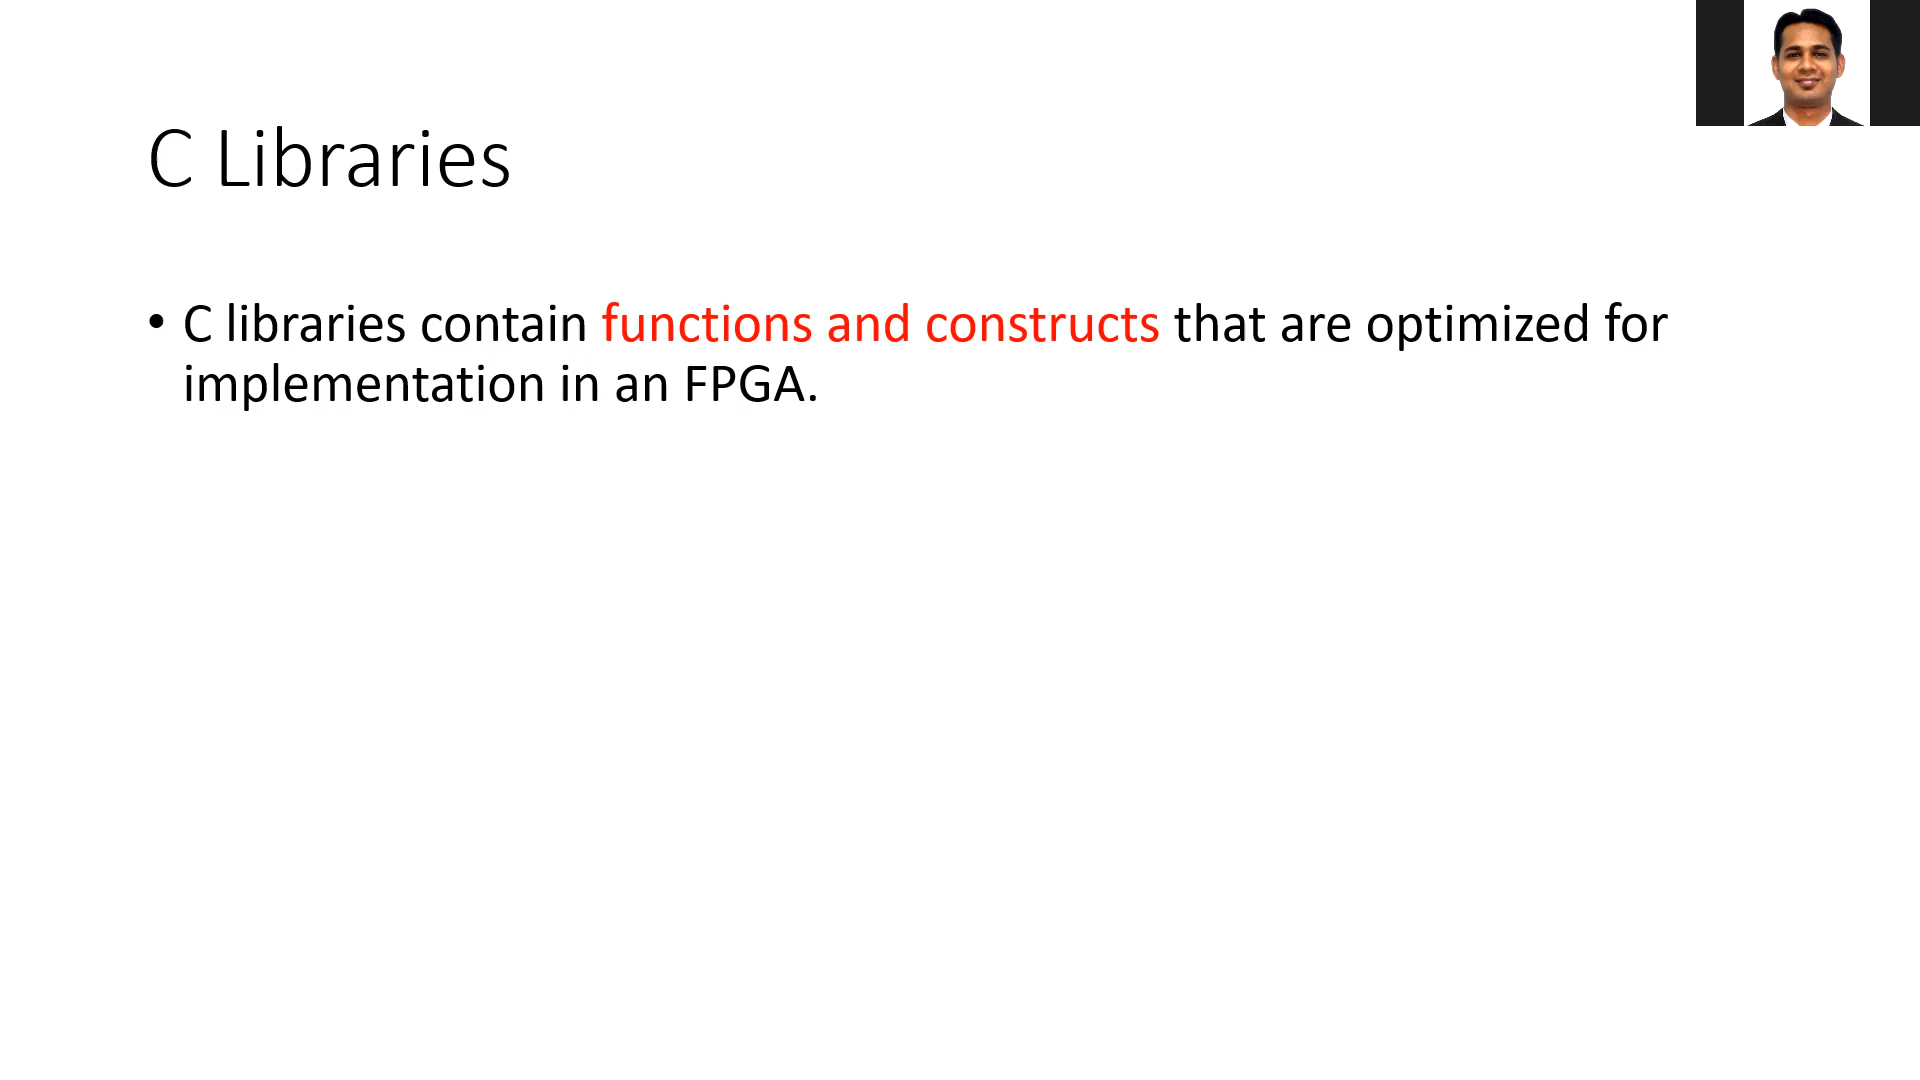 C Libraries
• C libraries contain functions and constructs that are optimized for
implementation in an FPGA.